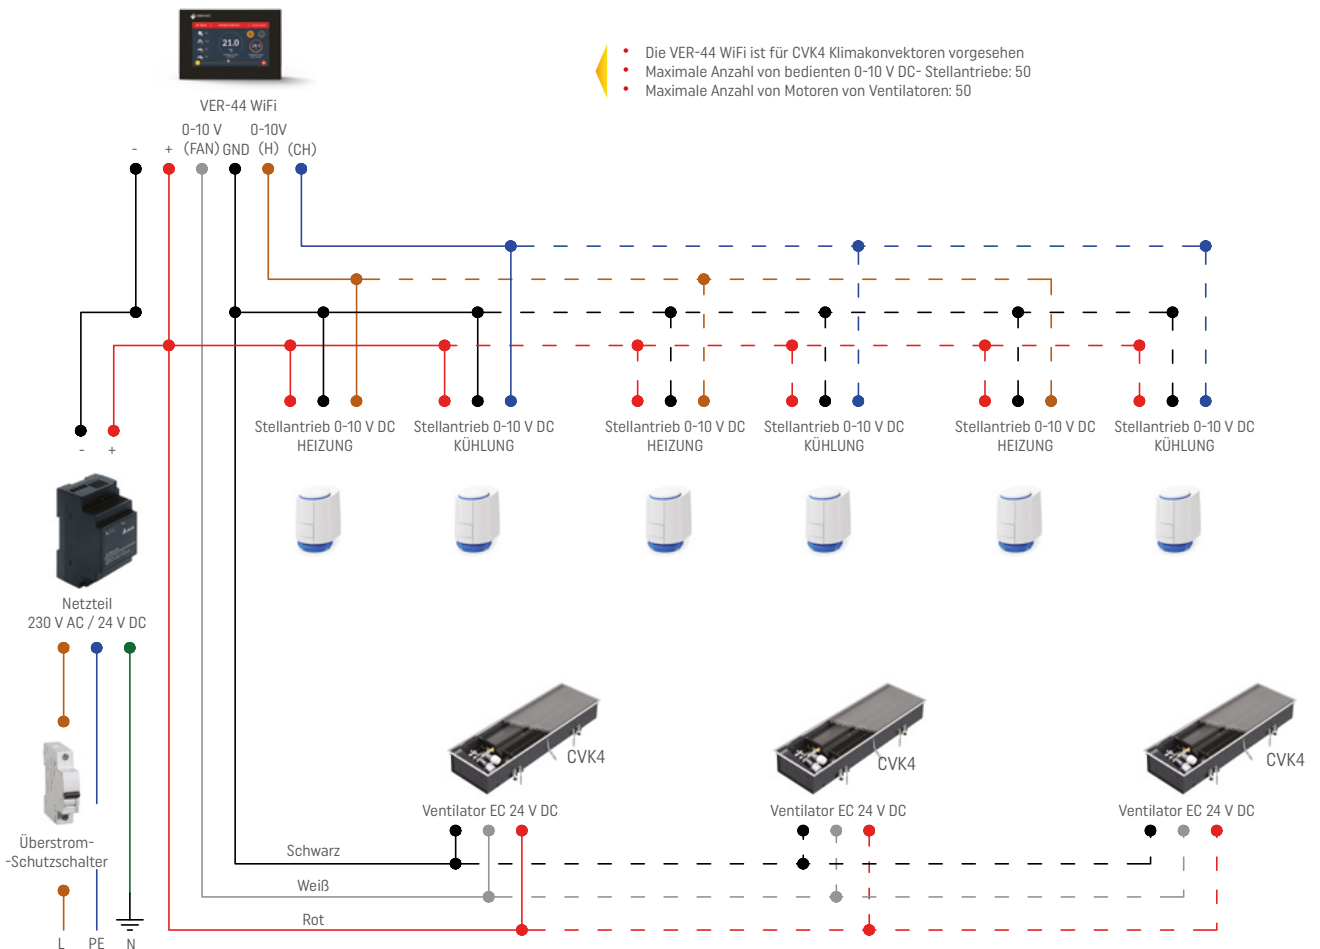 21.0
VER-44 WiFi
Die VER-44 WiFi ist für CVK4 Klimakonvektoren vorgesehen
Maximale Anzahl von bedienten 0-10 V DC- Stellantriebe: 50
Maximale Anzahl von Motoren von Ventilatoren: 50
0-10 V 0-10V
- + (FAN) GND (H) (CH)
Stellantrieb 0-10 V DC
HEIZUNG
Stellantrieb 0-10 V DC
KÜHLUNG
Stellantrieb 0-10 V DC
HEIZUNG
Stellantrieb 0-10 V DC
KÜHLUNG
Stellantrieb 0-10 V DC
HEIZUNG
Stellantrieb 0-10 V DC
KÜHLUNG
- +
Netzteil
230 V AC / 24 V DC
CVK4
CVK4
CVK4
Ventilator EC 24 V DC
Ventilator EC 24 V DC
Ventilator EC 24 V DC
Überstrom-
-Schutzschalter
Schwarz
Weiß
Rot
L PE N